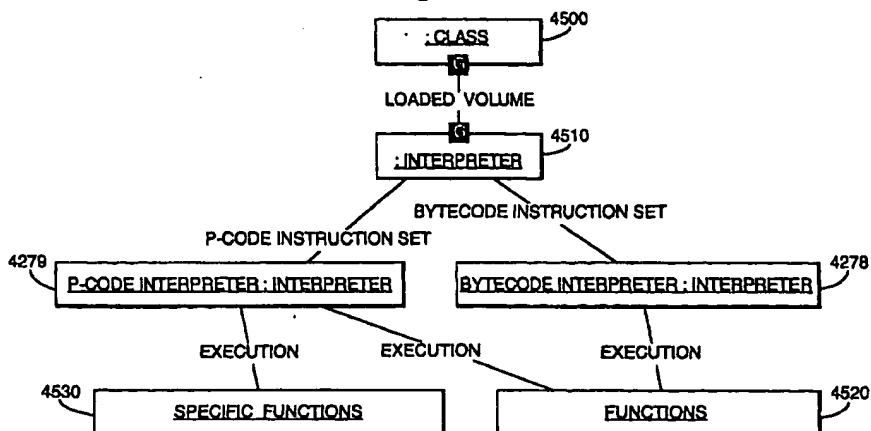 4500
: CLASS
G
LOADED VOLUME
G
4510
: INTERPRETER
BYTECODE INSTRUCTION SET
P-CODE INSTRUCTION SET
4279
P-CODE INTERPRETER : INTERPRETER
BYTECODE INTERPRETER : INTERPRETER
4278
EXECUTION
EXECUTION
EXECUTION
4530
SPECIFIC FUNCTIONS
FUNCTIONS
4520